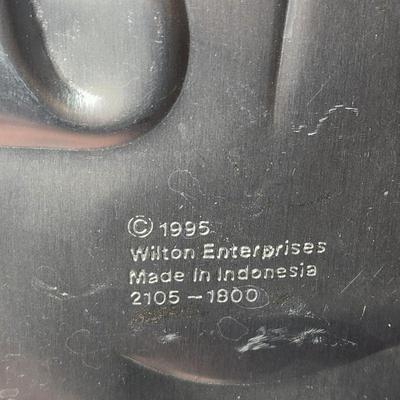 © 1995
Wilton Enterprises
Made in Indonesia
2105-1800